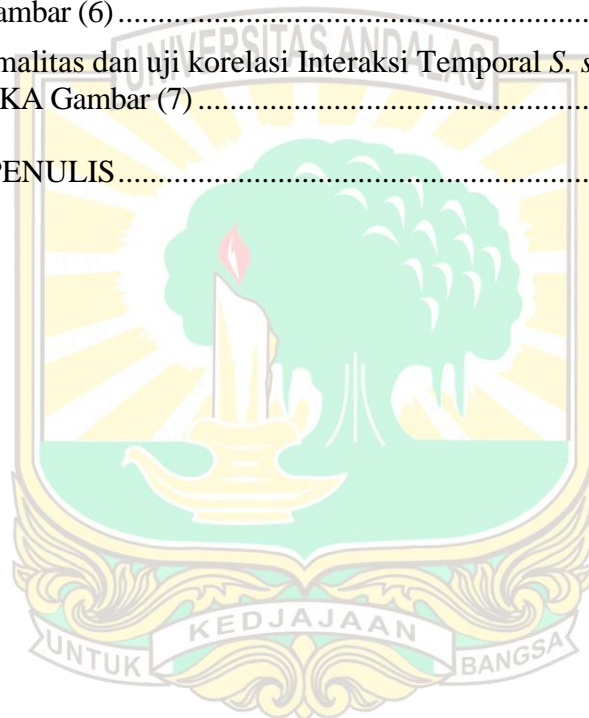 ambar (6)..............................................................
UNIVERSITAS ANDALAS
malitas dan uji korelasi Interaksi Temporal S. s
KA Gambar (7)....................................................
PENULIS..............................................................
UNTUK KEDJAJAAN BANGSA